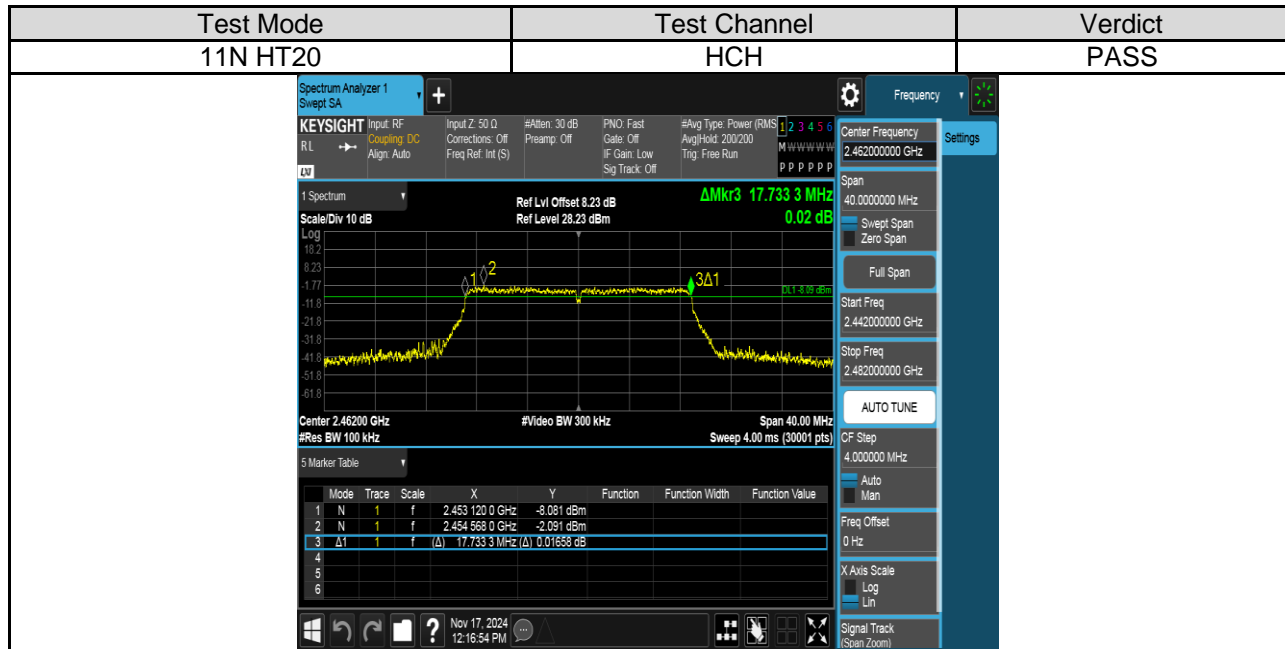 Test Mode Test Channel Verdict
11N HT20 HCH PASS
Spectrum Analyzer 1
Swept SA
+
Frequency
KEYSIGHT
RL
LXI
Input: RF
Coupling: DC
Align: Auto
Input Z: 50 Ω
Corrections: Off
Freq Ref: Int (S)
#Atten: 30 dB
Preamp: Off
PNO: Fast
Gate: Off
IF Gain: Low
Sig Track: Off
#Avg Type: Power (RMS
Avg|Hold: 200/200
Trig: Free Run
1 2 3 4 5 6
M W W W W W
P P P P P P
1 Spectrum
Scale/Div 10 dB
Ref Lvl Offset 8.23 dB
Ref Level 28.23 dBm
ΔMkr3 17.733 3 MHz
0.02 dB
Log
18.2
8.23
-1.77
-11.8
-21.8
-31.8
-41.8
-51.8
-61.8
1
2
3Δ1
DL1 -8.09 dBm
Center 2.46200 GHz #Video BW 300 kHz Span 40.00 MHz
#Res BW 100 kHz Sweep 4.00 ms (30001 pts)
5 Marker Table
Mode Trace Scale X Y Function Function Width Function Value
1 N 1 f 2.453 120 0 GHz -8.081 dBm
2 N 1 f 2.454 568 0 GHz -2.091 dBm
3 Δ1 1 f (Δ) 17.733 3 MHz (Δ) 0.01658 dB
4
5
6
Center Frequency
2.462000000 GHz
Settings
Span
40.0000000 MHz
Swept Span
Zero Span
Full Span
Start Freq
2.442000000 GHz
Stop Freq
2.482000000 GHz
AUTO TUNE
CF Step
4.000000 MHz
Auto
Man
Freq Offset
0 Hz
X Axis Scale
Log
Lin
Signal Track
(Span Zoom)
?
Nov 17, 2024
12:16:54 PM